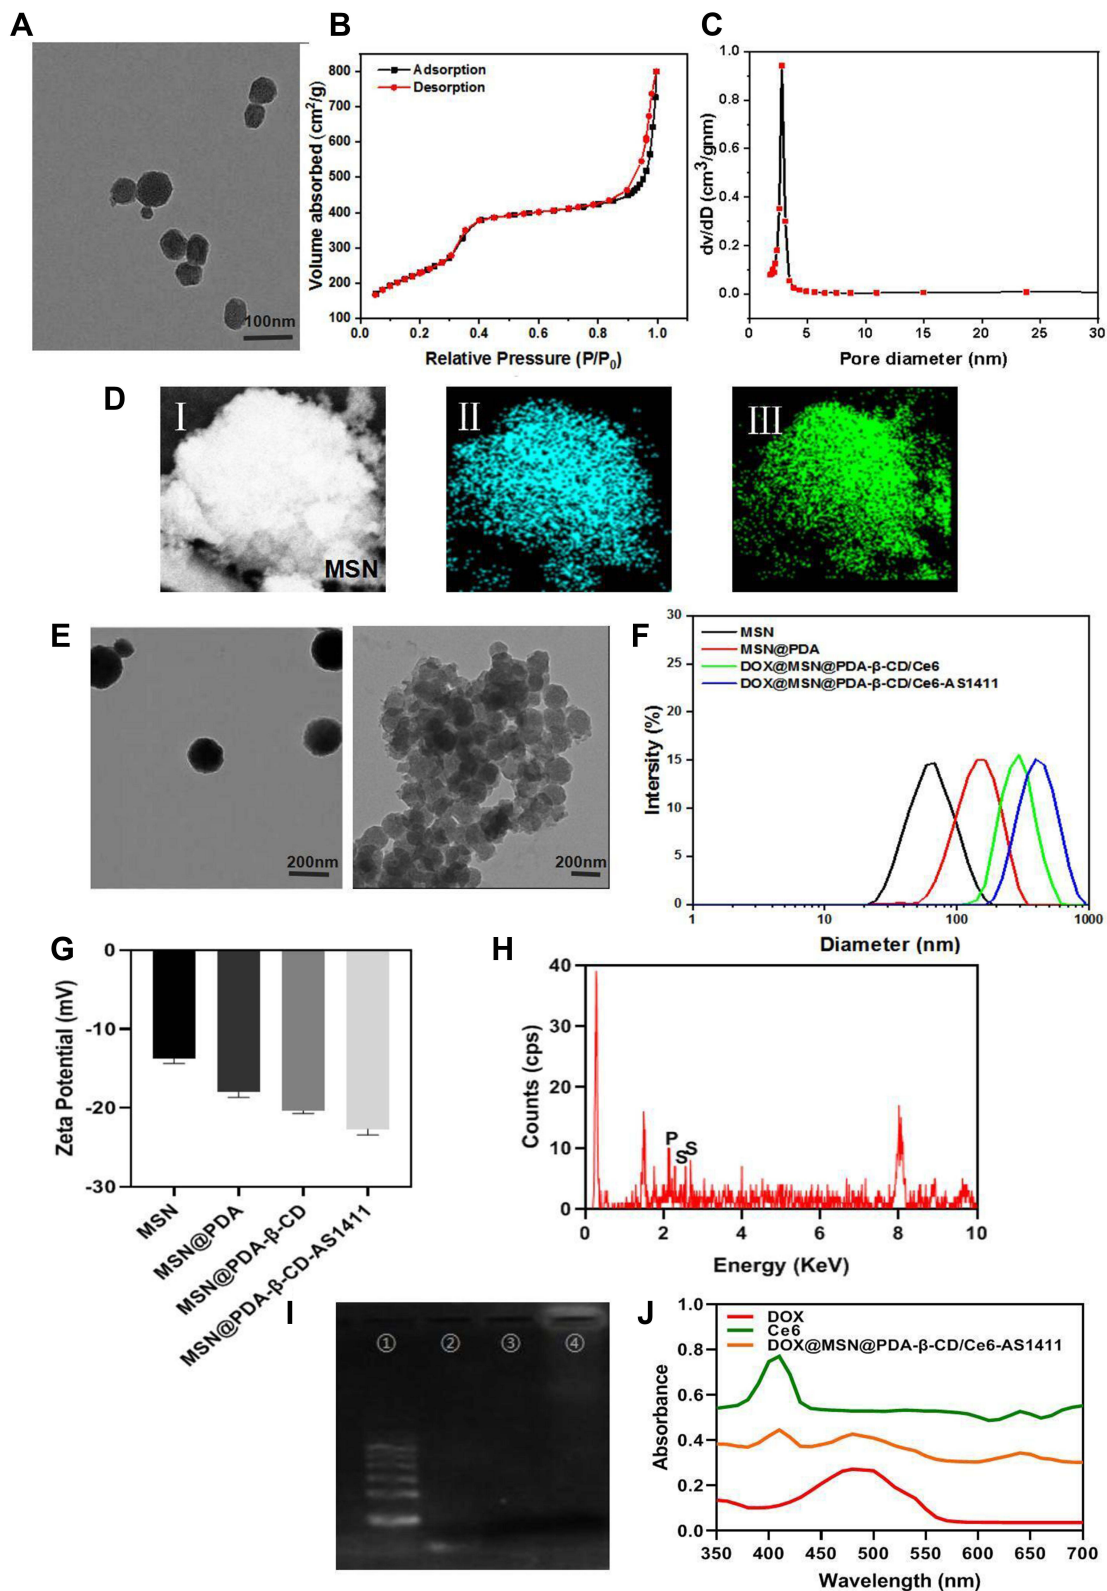 A
100nm
B
Adsorption
Desorption
Volume absorbed (cm²/g)
800
700
600
500
400
300
200
100
0.0 0.2 0.4 0.6 0.8 1.0
Relative Pressure (P/P₀)
C
dv/dD (cm³/gnm)
1.0
0.8
0.6
0.4
0.2
0.0
0 5 10 15 20 25 30
Pore diameter (nm)
D
I
MSN
II
III
E
200nm
200nm
F
MSN
MSN@PDA
DOX@MSN@PDA-β-CD/Ce6
DOX@MSN@PDA-β-CD/Ce6-AS1411
Intersity (%)
30
25
20
15
10
5
0
1 10 100 1000
Diameter (nm)
G
Zeta Potential (mV)
0
-10
-20
-30
MSN
MSN@PDA
MSN@PDA-β-CD
MSN@PDA-β-CD-AS1411
H
Counts (cps)
40
30
20
10
0
P
S
S
0 2 4 6 8 10
Energy (KeV)
I
① ② ③ ④
J
DOX
Ce6
DOX@MSN@PDA-β-CD/Ce6-AS1411
Absorbance
1.0
0.8
0.6
0.4
0.2
0.0
350 400 450 500 550 600 650 700
Wavelength (nm)